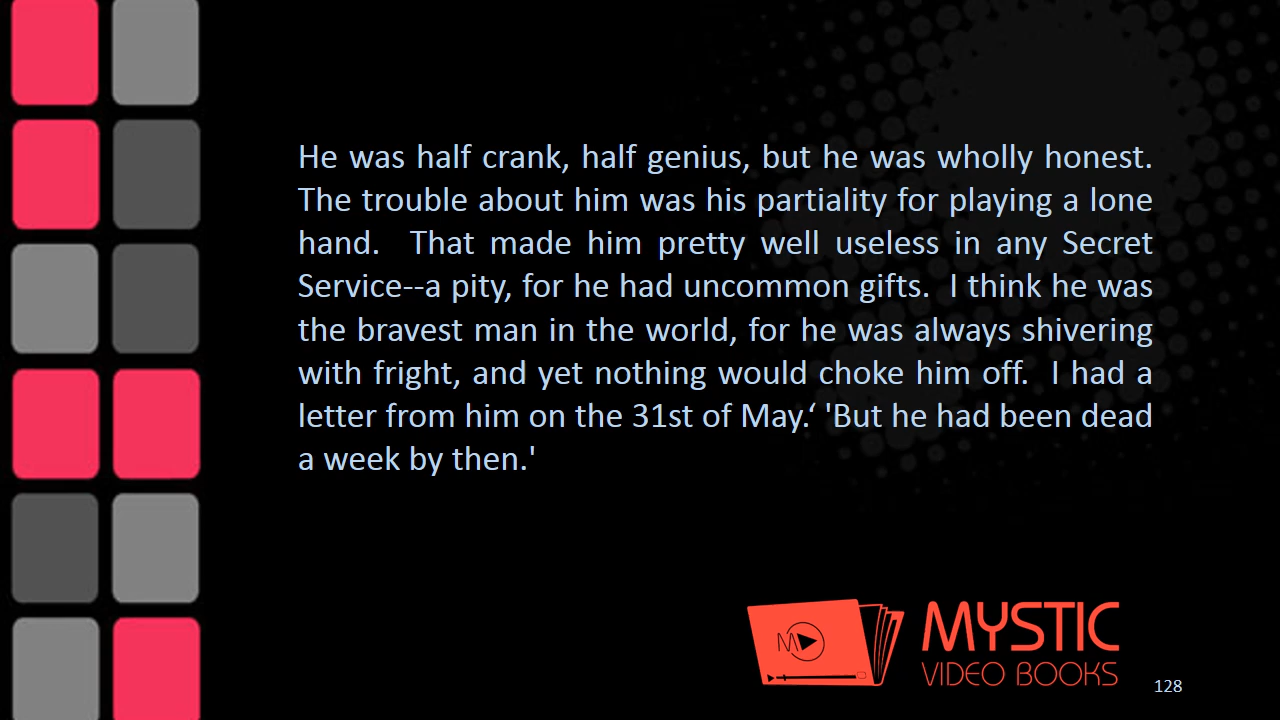 He was half crank, half genius, but he was wholly honest.
The trouble about him was his partiality for playing a lone
hand.  That made him pretty well useless in any Secret
Service--a pity, for he had uncommon gifts.  I think he was
the bravest man in the world, for he was always shivering
with fright, and yet nothing would choke him off.  I had a
letter from him on the 31st of May.‘ 'But he had been dead
a week by then.'
M
MYSTIC
VIDEO BOOKS
128